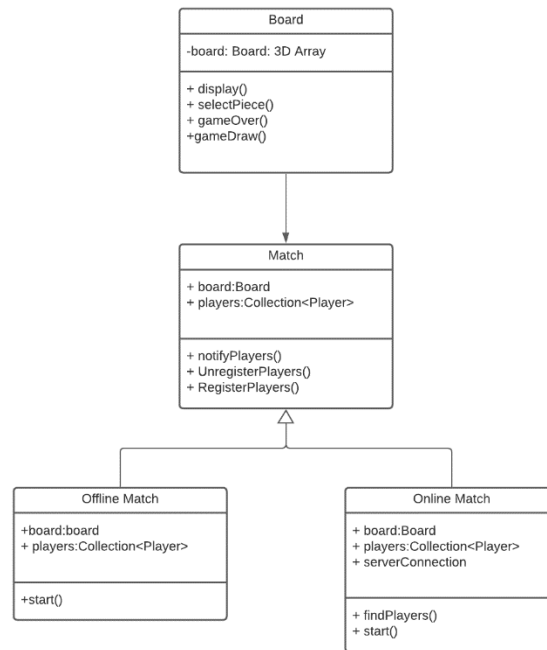 Board
-board: Board: 3D Array
+ display()
+ selectPiece()
+ gameOver()
+gameDraw()
Match
+ board:Board
+ players:Collection<Player>
+ notifyPlayers()
+ UnregisterPlayers()
+ RegisterPlayers()
Offline Match
+board:board
+ players:Collection<Player>
+start()
Online Match
+ board:Board
+ players:Collection<Player>
+ serverConnection
+ findPlayers()
+ start()